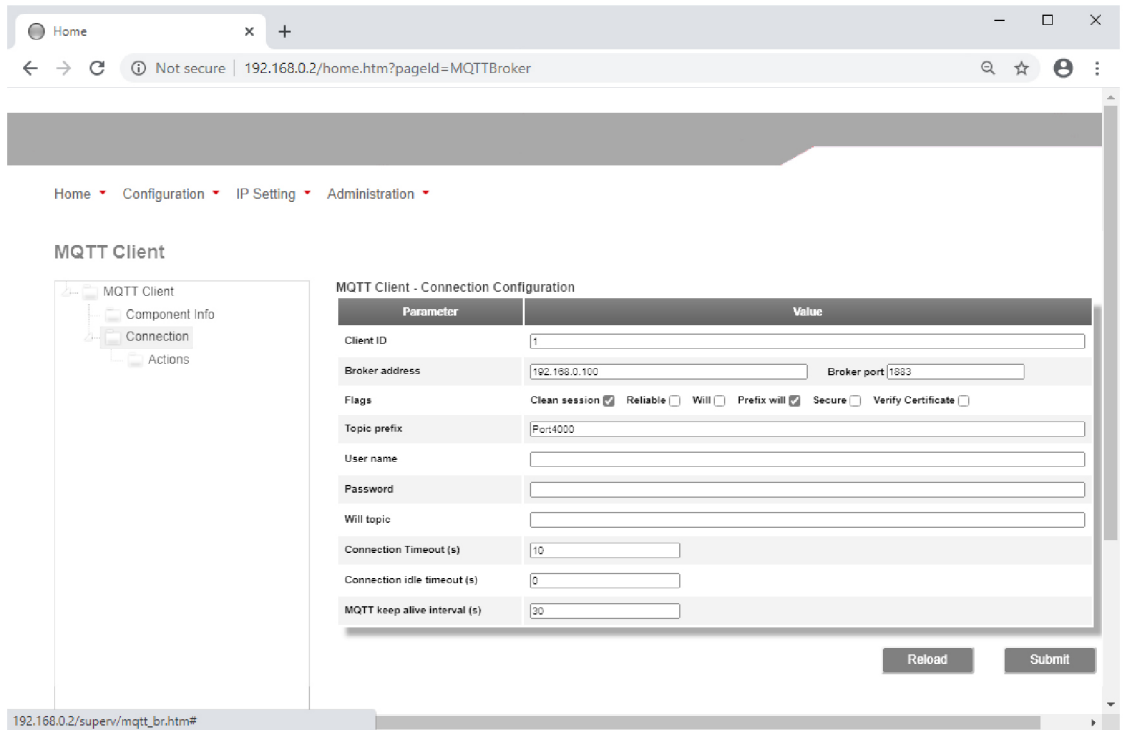 Home
Not secure | 192.168.0.2/home.htm?pageId=MQTTBroker
Home Configuration IP Setting Administration
MQTT Client
MQTT Client
Component Info
Connection
Actions
MQTT Client - Connection Configuration
Parameter Value
Client ID 1
Broker address 192.168.0.100 Broker port 1883
Flags Clean session Reliable Will Prefix will Secure Verify Certificate
Topic prefix Port4000
User name
Password
Will topic
Connection Timeout (s) 10
Connection idle timeout (s) 0
MQTT keep alive interval (s) 30
Reload Submit
192.168.0.2/superv/mqtt_br.htm#